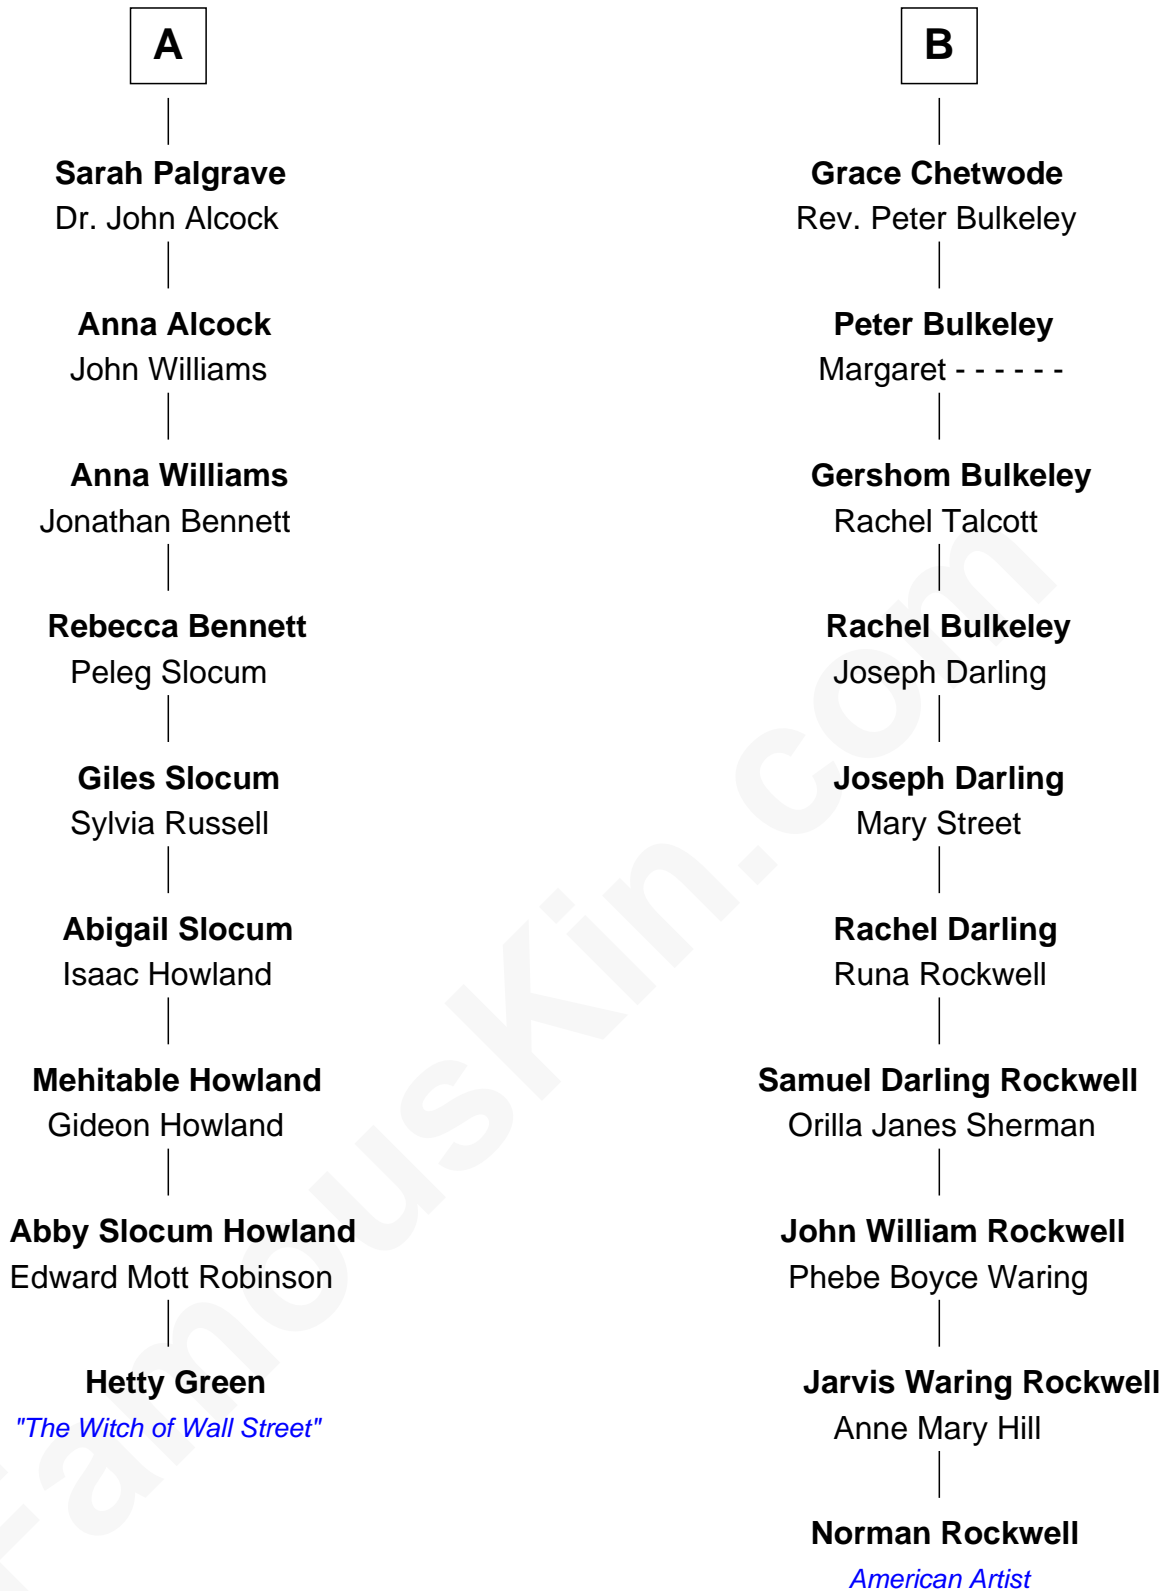 A
Sarah Palgrave
Dr. John Alcock
Anna Alcock
John Williams
Anna Williams
Jonathan Bennett
Rebecca Bennett
Peleg Slocum
Giles Slocum
Sylvia Russell
Abigail Slocum
Isaac Howland
Mehitable Howland
Gideon Howland
Abby Slocum Howland
Edward Mott Robinson
Hetty Green
"The Witch of Wall Street"
B
Grace Chetwode
Rev. Peter Bulkeley
Peter Bulkeley
Margaret - - - - - -
Gershom Bulkeley
Rachel Talcott
Rachel Bulkeley
Joseph Darling
Joseph Darling
Mary Street
Rachel Darling
Runa Rockwell
Samuel Darling Rockwell
Orilla Janes Sherman
John William Rockwell
Phebe Boyce Waring
Jarvis Waring Rockwell
Anne Mary Hill
Norman Rockwell
American Artist
FamousKin.com